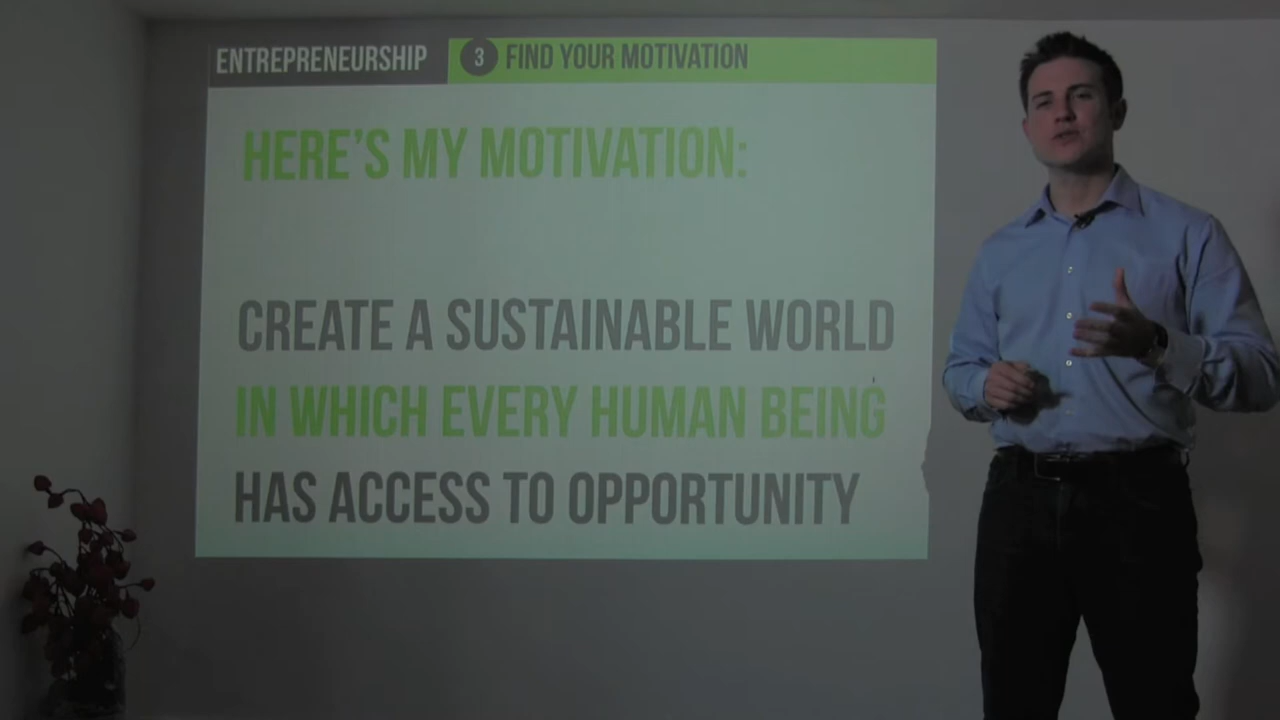 ENTREPRENEURSHIP 3 FIND YOUR MOTIVATION
HERE'S MY MOTIVATION:
CREATE A SUSTAINABLE WORLD
IN WHICH EVERY HUMAN BEING
HAS ACCESS TO OPPORTUNITY